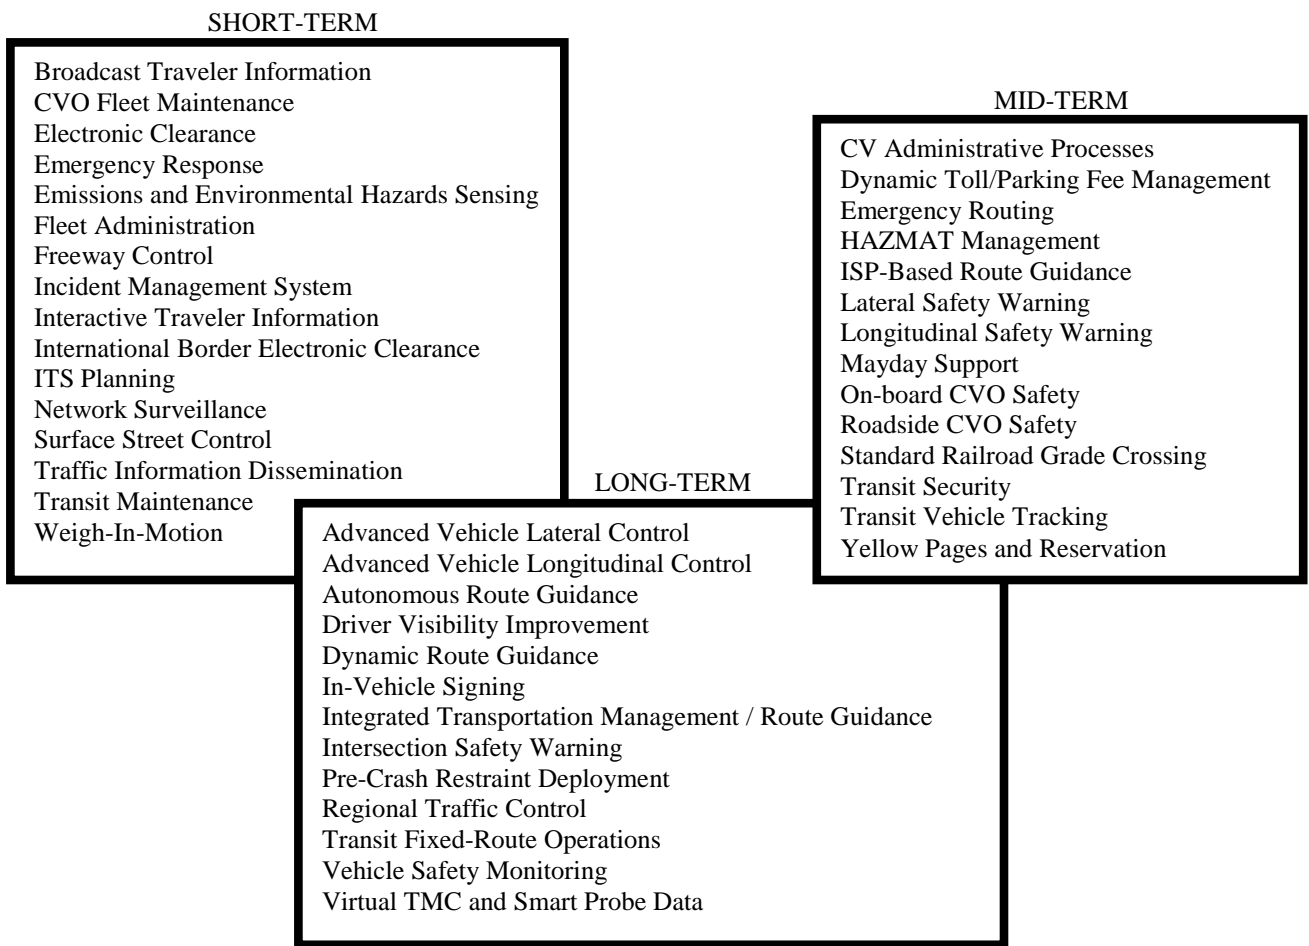 SHORT-TERM
Broadcast Traveler Information
CVO Fleet Maintenance
Electronic Clearance
Emergency Response
Emissions and Environmental Hazards Sensing
Fleet Administration
Freeway Control
Incident Management System
Interactive Traveler Information
International Border Electronic Clearance
ITS Planning
Network Surveillance
Surface Street Control
Traffic Information Dissemination
Transit Maintenance
Weigh-In-Motion
MID-TERM
CV Administrative Processes
Dynamic Toll/Parking Fee Management
Emergency Routing
HAZMAT Management
ISP-Based Route Guidance
Lateral Safety Warning
Longitudinal Safety Warning
Mayday Support
On-board CVO Safety
Roadside CVO Safety
Standard Railroad Grade Crossing
Transit Security
Transit Vehicle Tracking
Yellow Pages and Reservation
LONG-TERM
Advanced Vehicle Lateral Control
Advanced Vehicle Longitudinal Control
Autonomous Route Guidance
Driver Visibility Improvement
Dynamic Route Guidance
In-Vehicle Signing
Integrated Transportation Management / Route Guidance
Intersection Safety Warning
Pre-Crash Restraint Deployment
Regional Traffic Control
Transit Fixed-Route Operations
Vehicle Safety Monitoring
Virtual TMC and Smart Probe Data